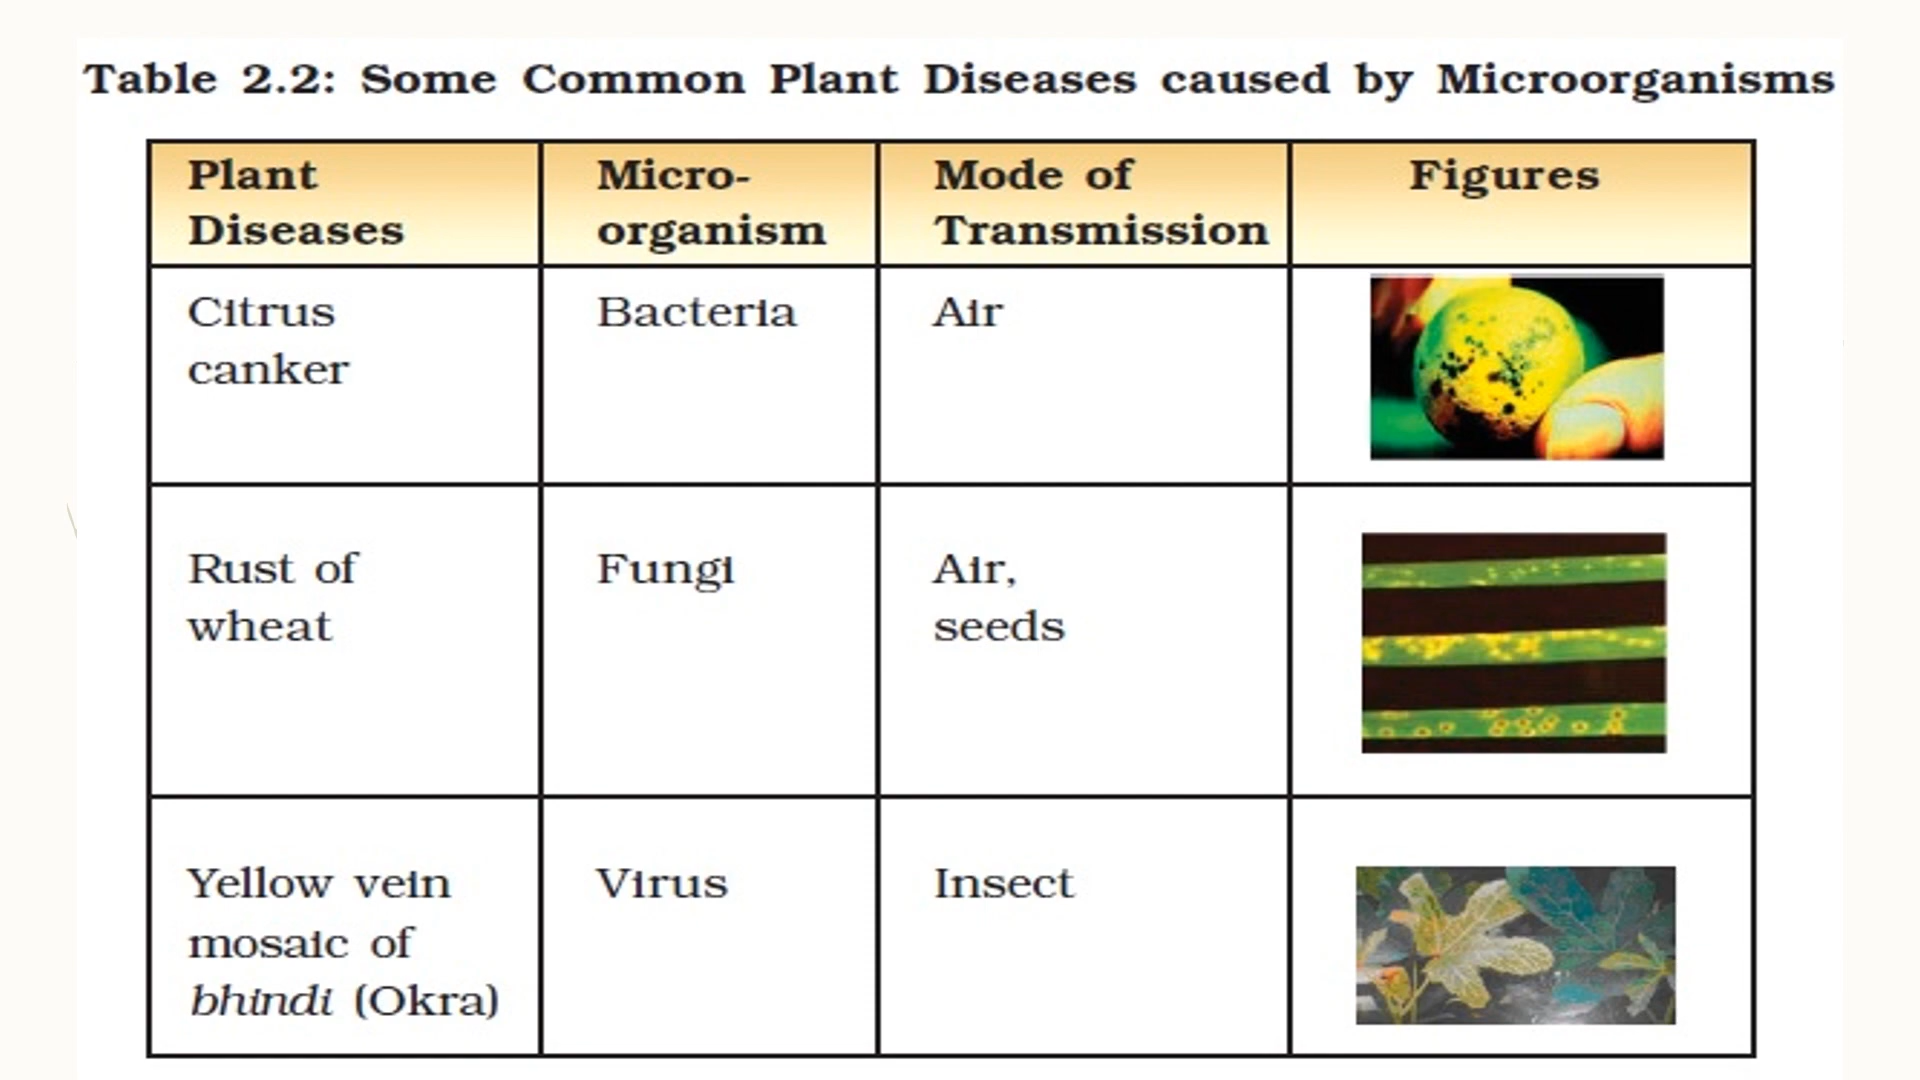 Table 2.2: Some Common Plant Diseases caused by Microorganisms
Plant Diseases
Micro-organism
Mode of Transmission
Figures
Citrus canker
Bacteria
Air
Rust of wheat
Fungi
Air, seeds
Yellow vein mosaic of bhindi (Okra)
Virus
Insect